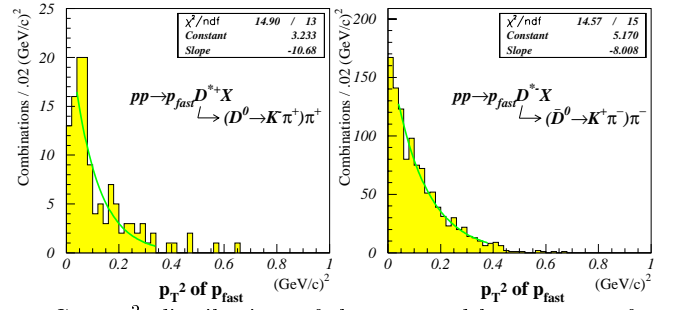 χ²/ndf 14.90 / 13
Constant 3.233
Slope -10.68
Combinations / .02 (GeV/c)²
25
20
15
10
5
0
pp→p_fast D*+ X
(D⁰→K⁻π⁺)π⁺
0 0.2 0.4 0.6 0.8 1
p_T² of p_fast (GeV/c)²
χ²/ndf 14.57 / 15
Constant 5.170
Slope -8.008
Combinations / .02 (GeV/c)²
200
150
100
50
0
pp→p_fast D*- X
(D̄⁰→K⁺π⁻)π⁻
0 0.2 0.4 0.6 0.8 1
p_T² of p_fast (GeV/c)²